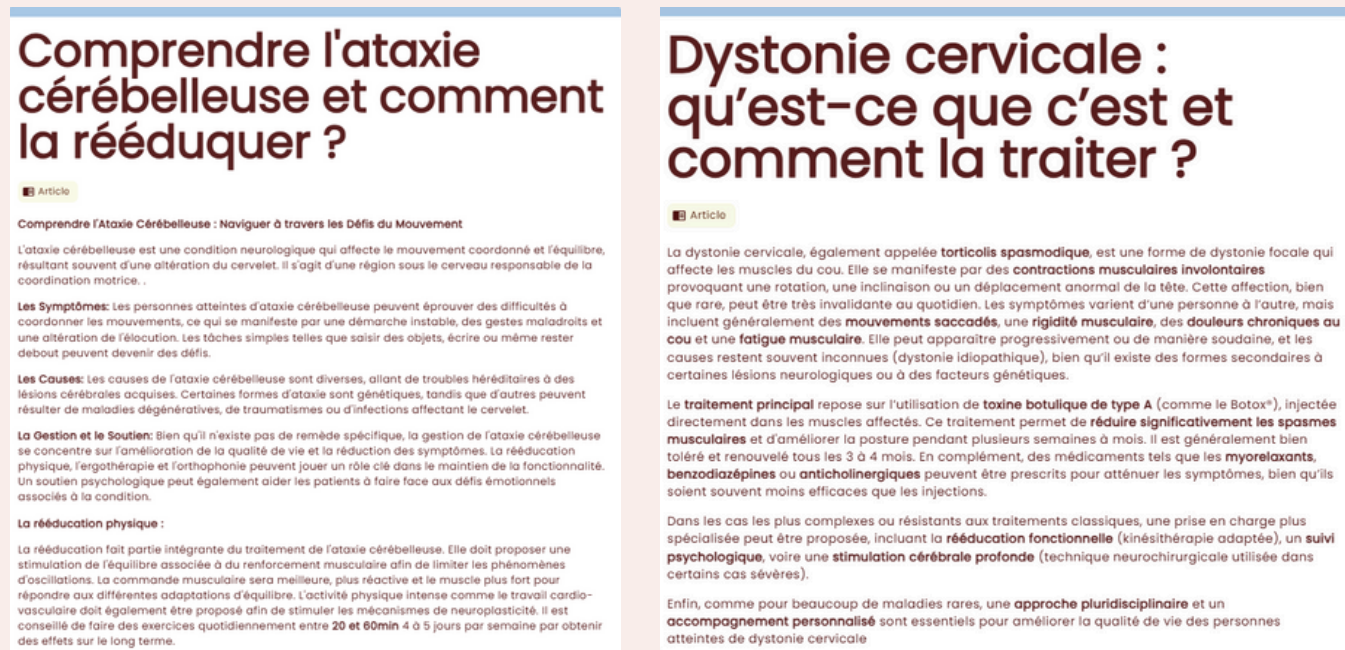 Comprendre l'ataxie
cérébelleuse et comment
la rééduquer ?
Article
Comprendre l'Ataxie Cérébelleuse : Naviguer à travers les Défis du Mouvement
L'ataxie cérébelleuse est une condition neurologique qui affecte le mouvement coordonné et l'équilibre,
résultant souvent d'une altération du cervelet. Il s'agit d'une région sous le cerveau responsable de la
coordination motrice. .
Les Symptômes: Les personnes atteintes d'ataxie cérébelleuse peuvent éprouver des difficultés à
coordonner les mouvements, ce qui se manifeste par une démarche instable, des gestes maladroits et
une altération de l'élocution. Les tâches simples telles que saisir des objets, écrire ou même rester
debout peuvent devenir des défis.
Les Causes: Les causes de l'ataxie cérébelleuse sont diverses, allant de troubles héréditaires à des
lésions cérébrales acquises. Certaines formes d'ataxie sont génétiques, tandis que d'autres peuvent
résulter de maladies dégénératives, de traumatismes ou d'infections affectant le cervelet.
La Gestion et le Soutien: Bien qu'il n'existe pas de remède spécifique, la gestion de l'ataxie cérébelleuse
se concentre sur l'amélioration de la qualité de vie et la réduction des symptômes. La rééducation
physique, l'ergothérapie et l'orthophonie peuvent jouer un rôle clé dans le maintien de la fonctionnalité.
Un soutien psychologique peut également aider les patients à faire face aux défis émotionnels
associés à la condition.
La rééducation physique :
La rééducation fait partie intégrante du traitement de l'ataxie cérébelleuse. Elle doit proposer une
stimulation de l'équilibre associée à du renforcement musculaire afin de limiter les phénomènes
d'oscillations. La commande musculaire sera meilleure, plus réactive et le muscle plus fort pour
répondre aux différentes adaptations d'équilibre. L'activité physique intense comme le travail cardio-
vasculaire doit également être proposé afin de stimuler les mécanismes de neuroplasticité. Il est
conseillé de faire des exercices quotidiennement entre 20 et 60min 4 à 5 jours par semaine par obtenir
des effets sur le long terme.
Dystonie cervicale :
qu'est-ce que c'est et
comment la traiter ?
Article
La dystonie cervicale, également appelée torticolis spasmodique, est une forme de dystonie focale qui
affecte les muscles du cou. Elle se manifeste par des contractions musculaires involontaires
provoquant une rotation, une inclinaison ou un déplacement anormal de la tête. Cette affection, bien
que rare, peut être très invalidante au quotidien. Les symptômes varient d'une personne à l'autre, mais
incluent généralement des mouvements saccadés, une rigidité musculaire, des douleurs chroniques au
cou et une fatigue musculaire. Elle peut apparaître progressivement ou de manière soudaine, et les
causes restent souvent inconnues (dystonie idiopathique), bien qu'il existe des formes secondaires à
certaines lésions neurologiques ou à des facteurs génétiques.
Le traitement principal repose sur l'utilisation de toxine botulique de type A (comme le Botox®), injectée
directement dans les muscles affectés. Ce traitement permet de réduire significativement les spasmes
musculaires et d'améliorer la posture pendant plusieurs semaines à mois. Il est généralement bien
toléré et renouvelé tous les 3 à 4 mois. En complément, des médicaments tels que les myorelaxants,
benzodiazépines ou anticholinergiques peuvent être prescrits pour atténuer les symptômes, bien qu'ils
soient souvent moins efficaces que les injections.
Dans les cas les plus complexes ou résistants aux traitements classiques, une prise en charge plus
spécialisée peut être proposée, incluant la rééducation fonctionnelle (kinésithérapie adaptée), un suivi
psychologique, voire une stimulation cérébrale profonde (technique neurochirurgicale utilisée dans
certains cas sévères).
Enfin, comme pour beaucoup de maladies rares, une approche pluridisciplinaire et un
accompagnement personnalisé sont essentiels pour améliorer la qualité de vie des personnes
atteintes de dystonie cervicale